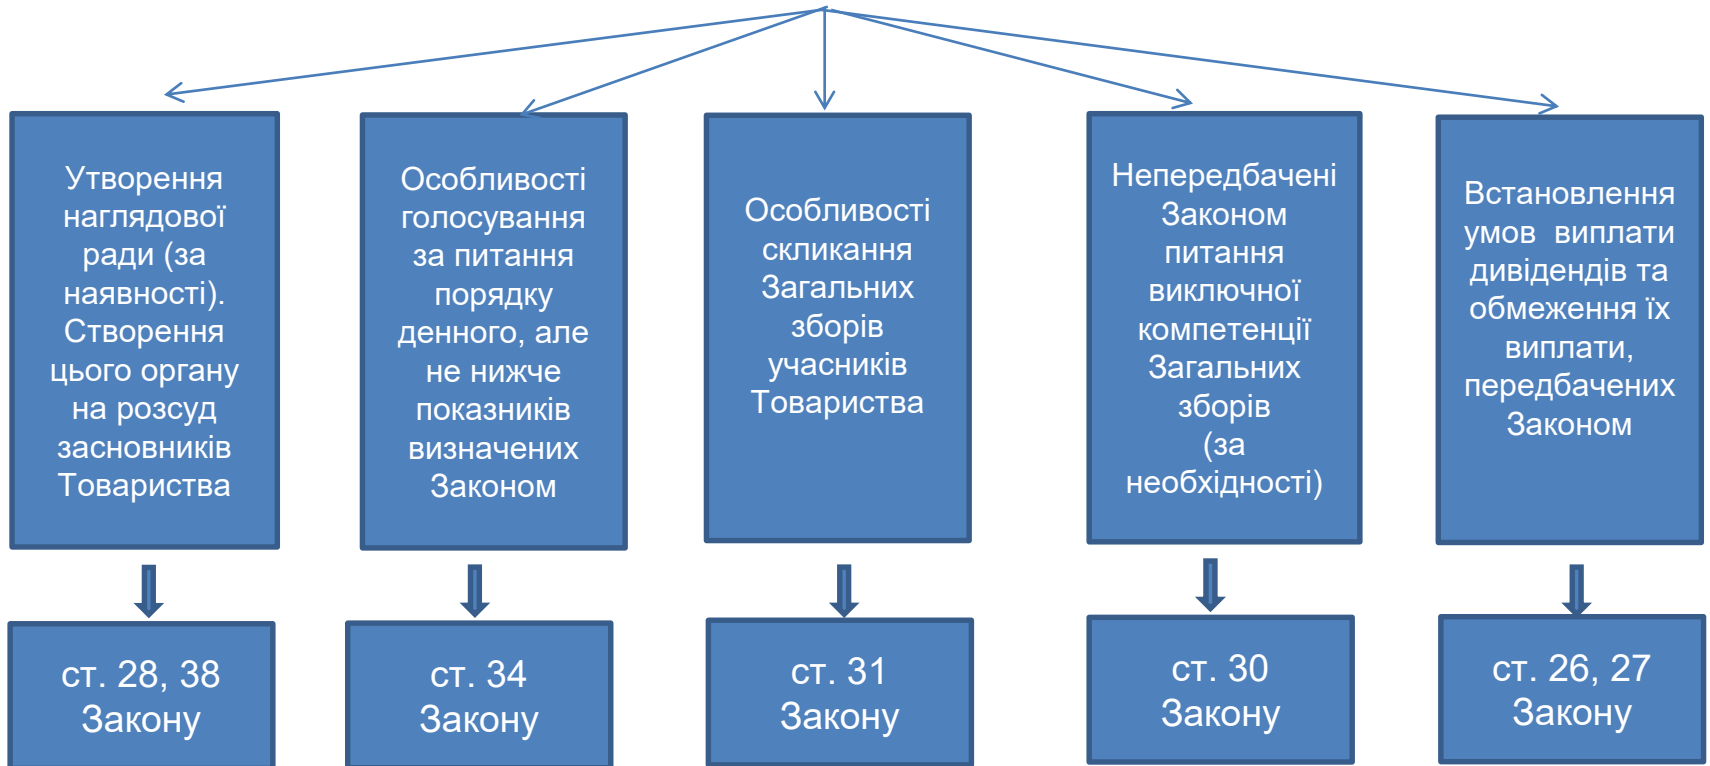 Утворення
наглядової
ради (за
наявності).
Створення
цього органу
на розсуд
засновників
Товариства
Особливості
голосування
за питання
порядку
денного, але
не нижче
показників
визначених
Законом
Особливості
скликання
Загальних
зборів
учасників
Товариства
Непередбачені
Законом
питання
виключної
компетенції
Загальних
зборів
(за
необхідності)
Встановлення
умов виплати
дивідендів та
обмеження їх
виплати,
передбачених
Законом
ст. 28, 38
Закону
ст. 34
Закону
ст. 31
Закону
ст. 30
Закону
ст. 26, 27
Закону